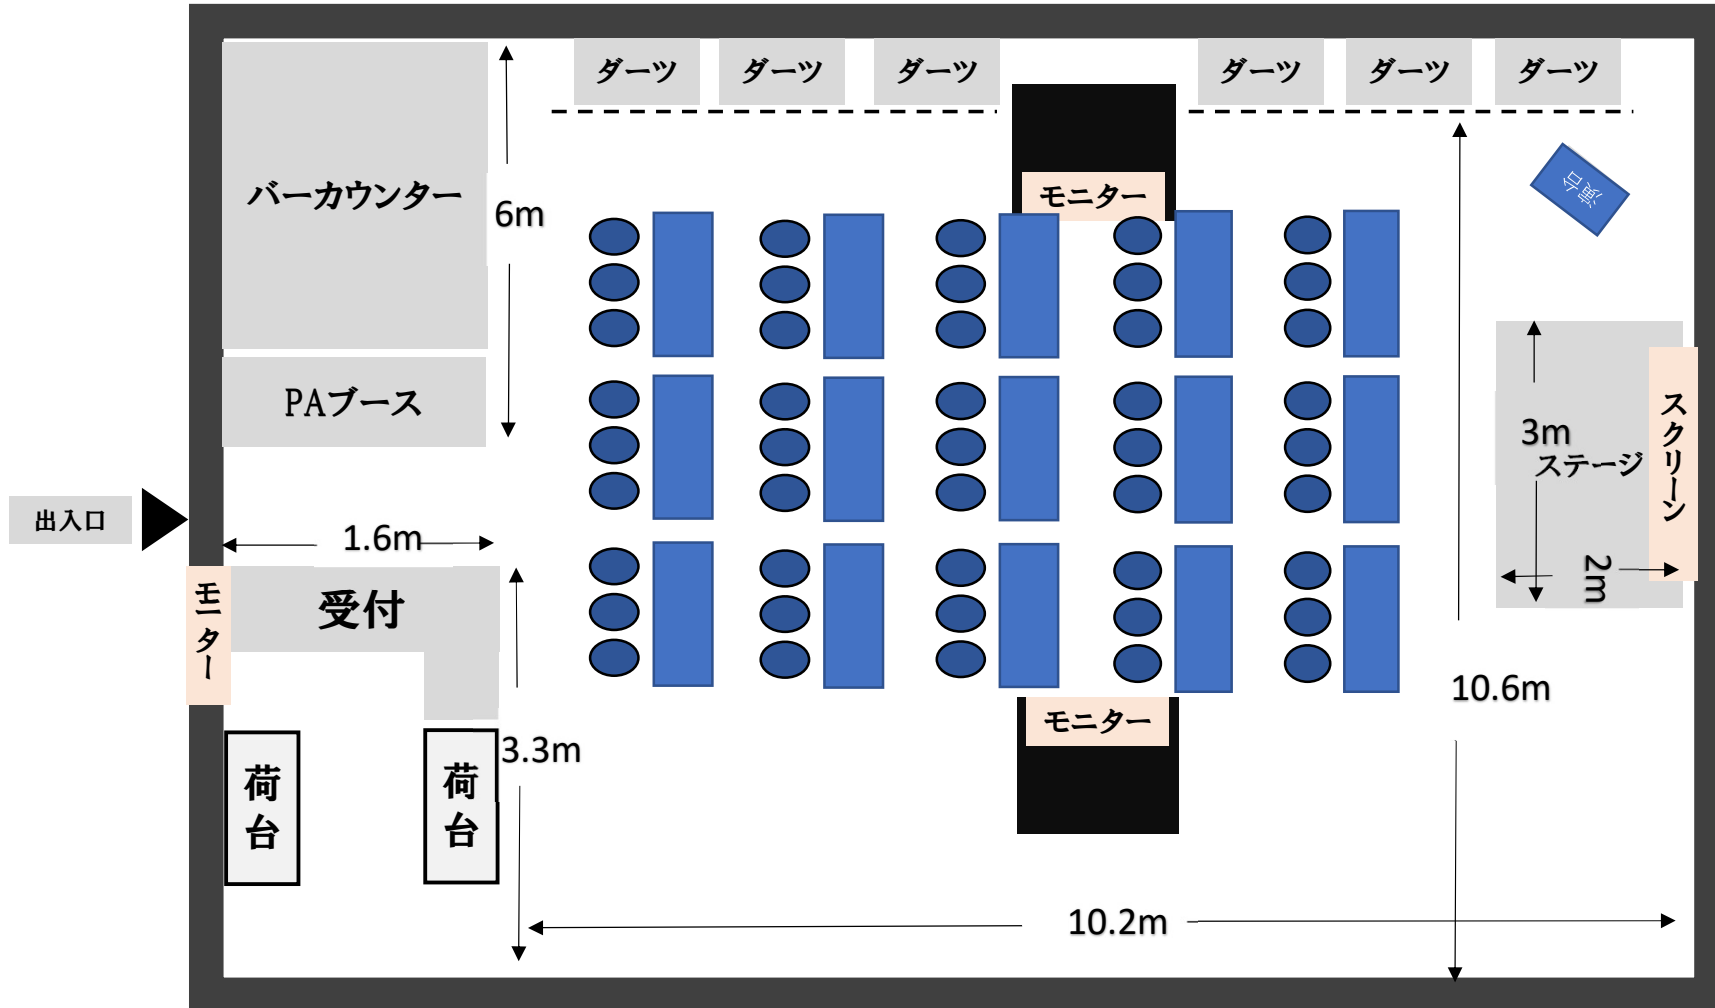 ダーツ
ダーツ
ダーツ
ダーツ
ダーツ
ダーツ
バーカウンター
6m
モニター
演台
PAブース
3m
ステージ
スクリーン
出入口
1.6m
2m
モニター
受付
10.6m
モニター
3.3m
荷台
荷台
10.2m